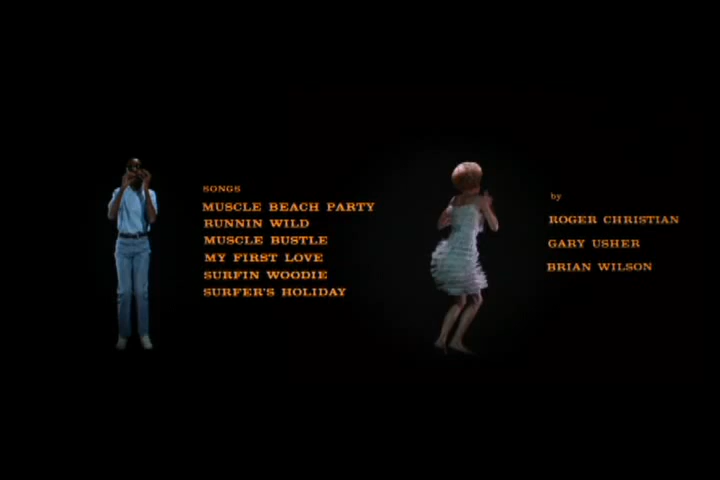 SONGS
MUSCLE BEACH PARTY
RUNNIN WILD
MUSCLE BUSTLE
MY FIRST LOVE
SURFIN WOODIE
SURFER'S HOLIDAY
by
ROGER CHRISTIAN
GARY USHER
BRIAN WILSON